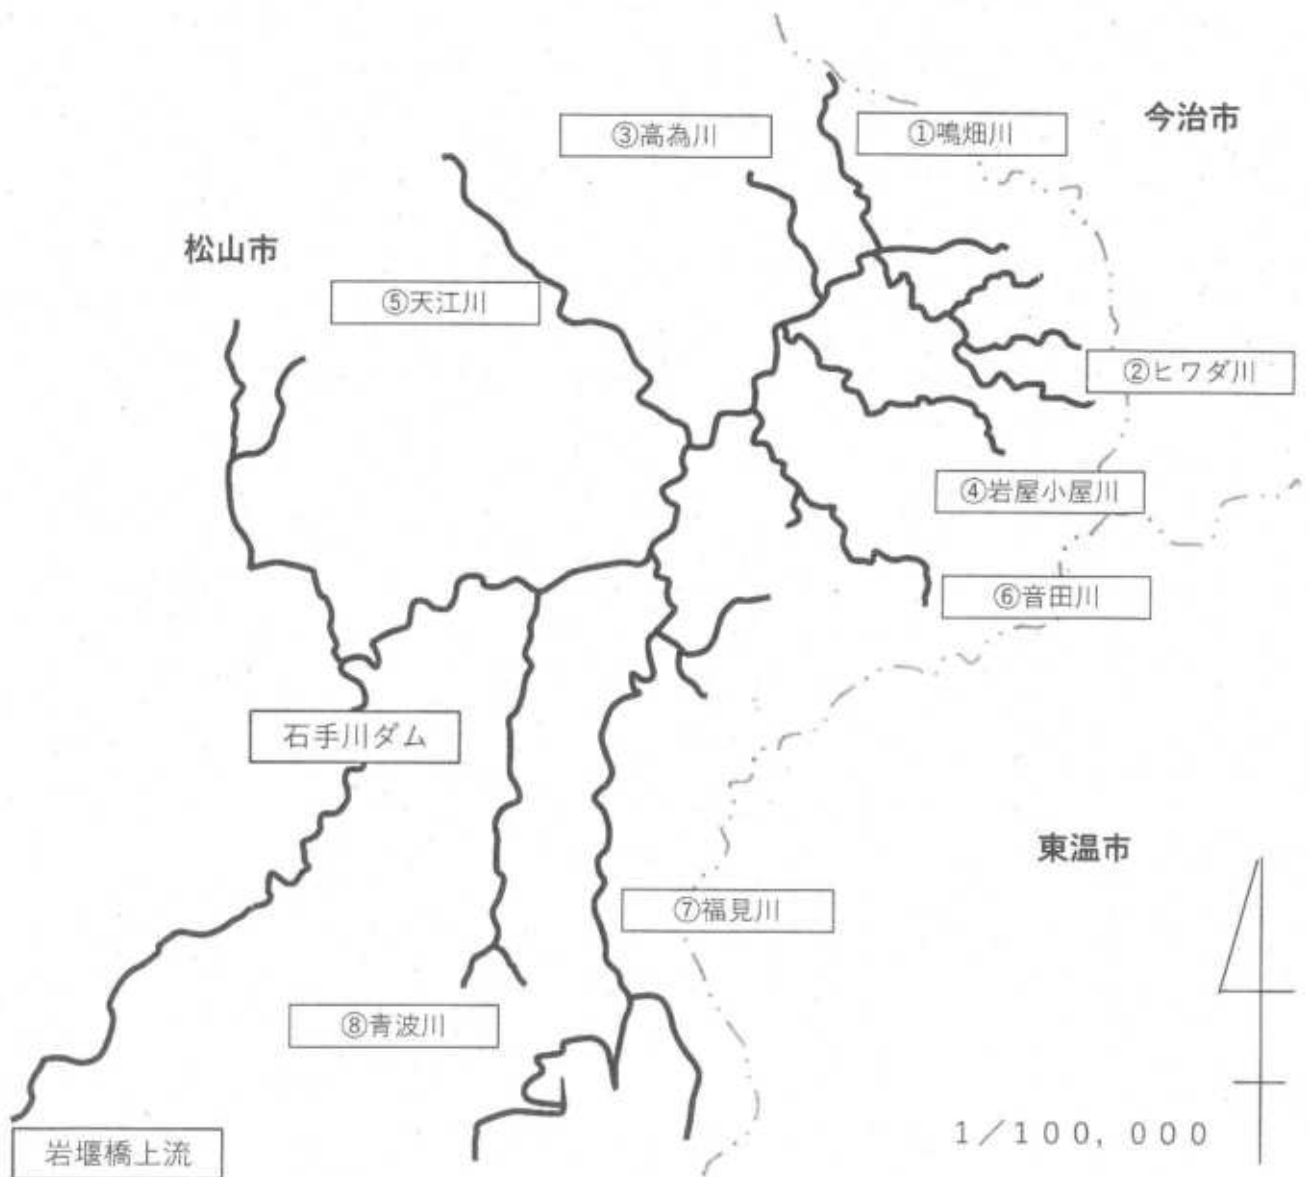 今治市
③高為川
①鳴畑川
松山市
⑤天江川
②ヒワダ川
④岩屋小屋川
⑥音田川
石手川ダム
東温市
⑦福見川
⑧青波川
1/100,000
岩堰橋上流